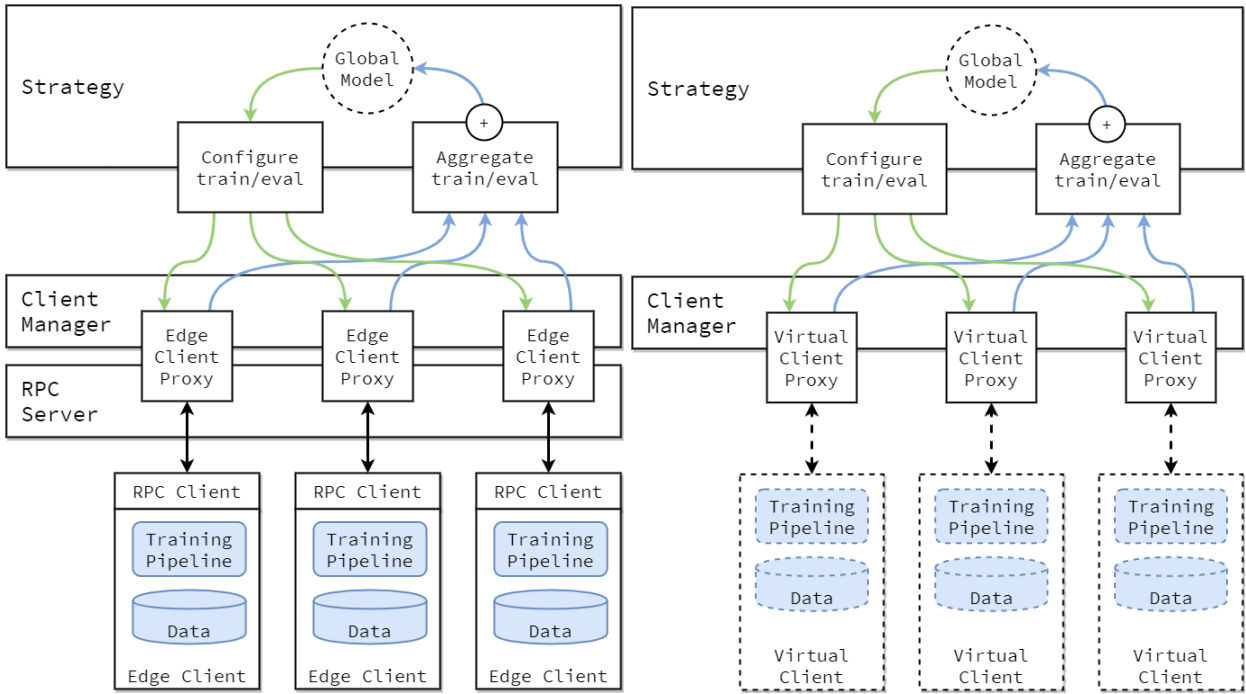 Strategy
Global
Model
+
Configure
train/eval
Aggregate
train/eval
Client
Manager
Edge
Client
Proxy
Edge
Client
Proxy
Edge
Client
Proxy
RPC
Server
RPC Client
Training
Pipeline
Data
Edge Client
RPC Client
Training
Pipeline
Data
Edge Client
RPC Client
Training
Pipeline
Data
Edge Client
Strategy
Global
Model
+
Configure
train/eval
Aggregate
train/eval
Client
Manager
Virtual
Client
Proxy
Virtual
Client
Proxy
Virtual
Client
Proxy
Training
Pipeline
Data
Virtual
Client
Training
Pipeline
Data
Virtual
Client
Training
Pipeline
Data
Virtual
Client